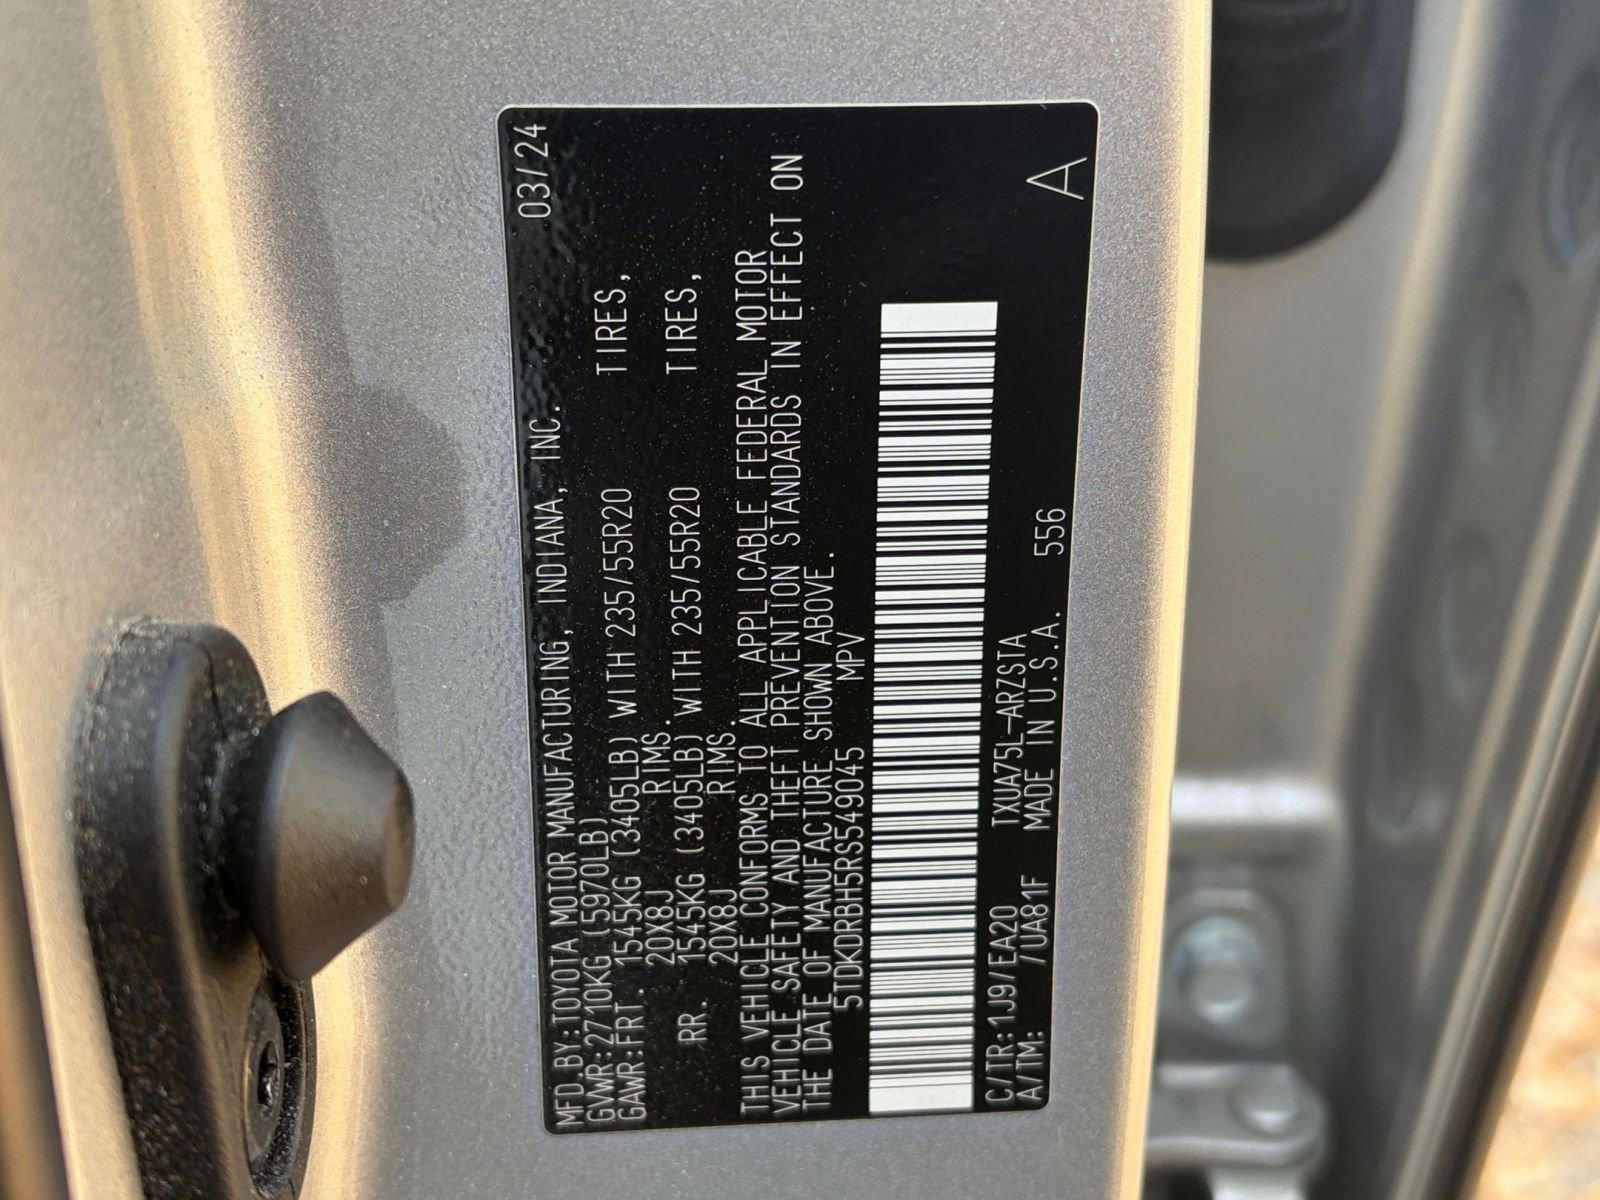 MFD.BY:TOYOTA MOTOR MANUFACTURING, INDIANA, INC. 03/24
GVWR:2710KG (5970LB)
GAWR:FRT. 1545KG (3405LB) WITH 235/55R20 TIRES,
20X8J RIMS.
RR. 1545KG (3405LB) WITH 235/55R20 TIRES,
20X8J RIMS.
THIS VEHICLE CONFORMS TO ALL APPLICABLE FEDERAL MOTOR
VEHICLE SAFETY AND THEFT PREVENTION STANDARDS IN EFFECT ON
THE DATE OF MANUFACTURE SHOWN ABOVE.
5TDKDRBH5RS549045 MPV
C/TR:1J9/EA20 TXUA75L-ARZSTA
A/TM: /UA81F MADE IN U.S.A. 556 A